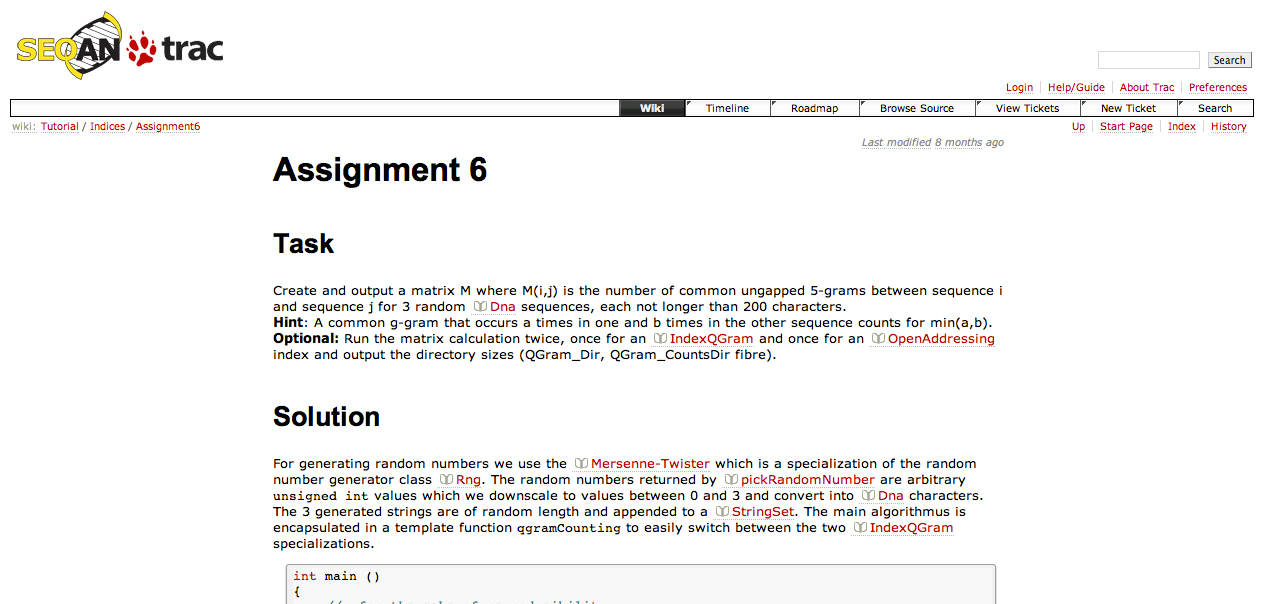 SEQAN trac
Search
Login Help/Guide About Trac Preferences
Wiki Timeline Roadmap Browse Source View Tickets New Ticket Search
wiki: Tutorial / Indices / Assignment6 Up Start Page Index History
Last modified 8 months ago
Assignment 6
Task
Create and output a matrix M where M(i,j) is the number of common ungapped 5-grams between sequence i
and sequence j for 3 random Dna sequences, each not longer than 200 characters.
Hint: A common g-gram that occurs a times in one and b times in the other sequence counts for min(a,b).
Optional: Run the matrix calculation twice, once for an IndexQGram and once for an OpenAddressing
index and output the directory sizes (QGram_Dir, QGram_CountsDir fibre).
Solution
For generating random numbers we use the Mersenne-Twister which is a specialization of the random
number generator class Rng. The random numbers returned by pickRandomNumber are arbitrary
unsigned int values which we downscale to values between 0 and 3 and convert into Dna characters.
The 3 generated strings are of random length and appended to a StringSet. The main algorithmus is
encapsulated in a template function qgramCounting to easily switch between the two IndexQGram
specializations.
int main ()
{